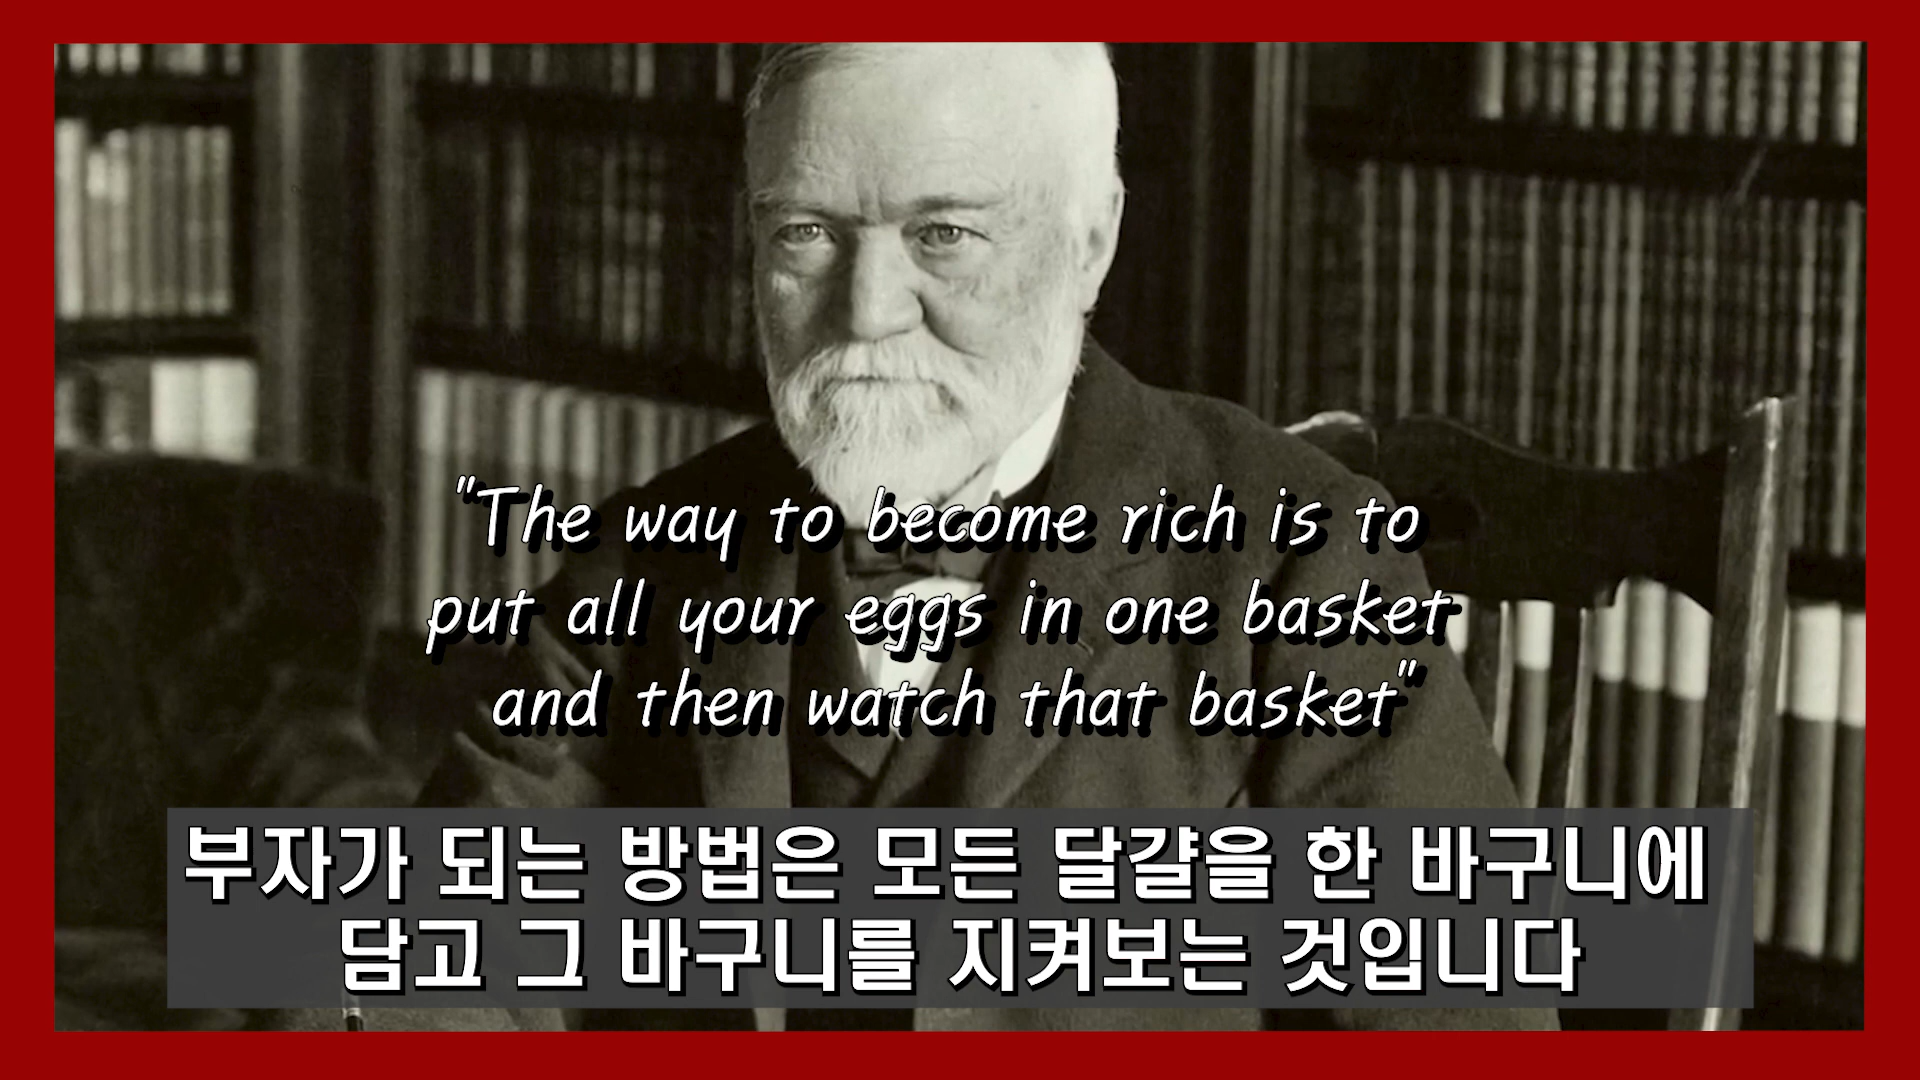 "The way to become rich is to
put all your eggs in one basket
and then watch that basket"
부자가 되는 방법은 모든 달걀을 한 바구니에
담고 그 바구니를 지켜보는 것입니다